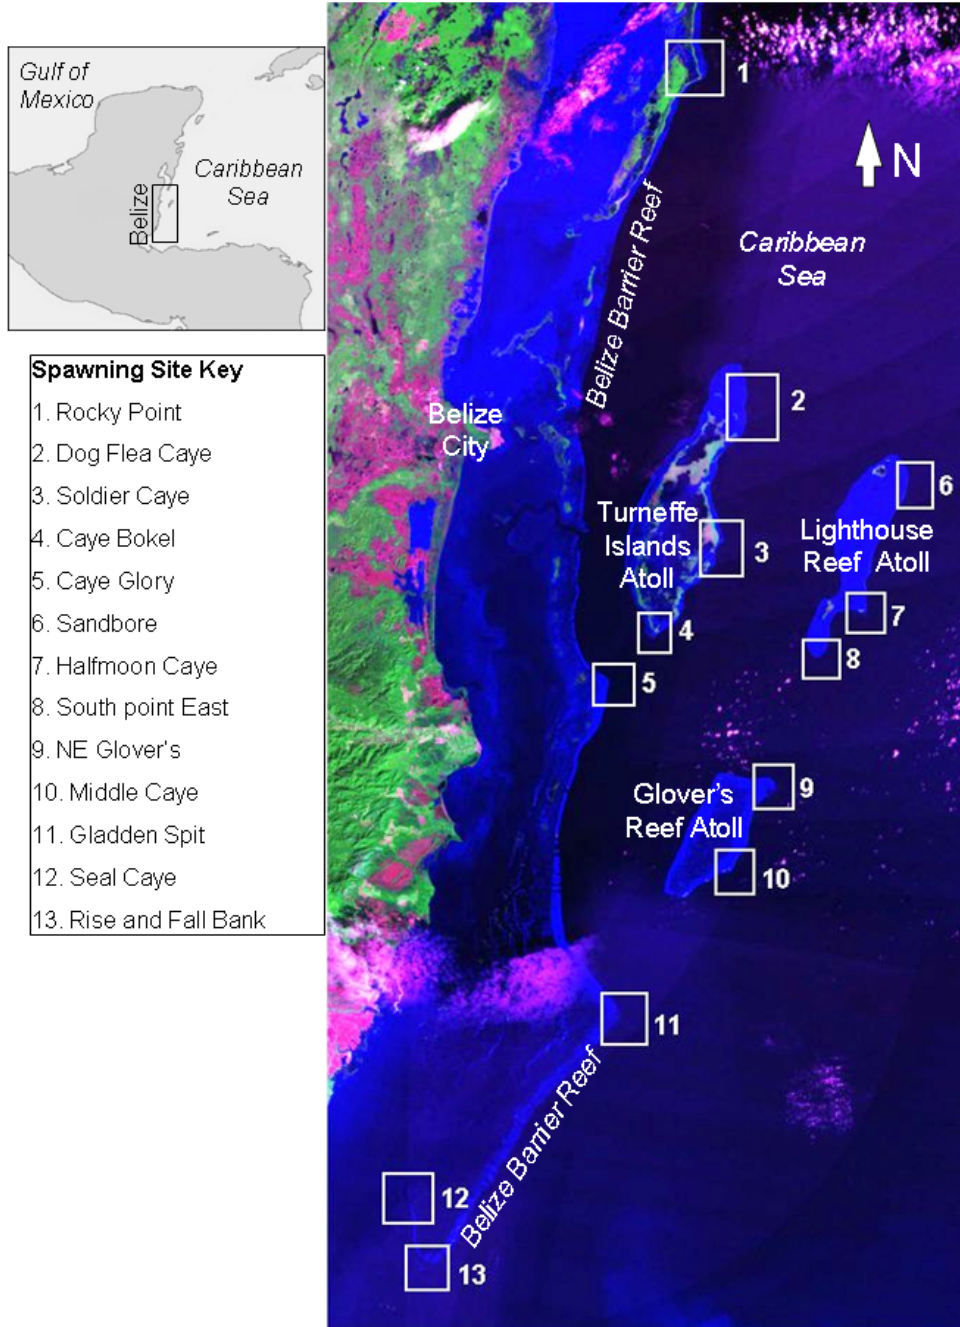 Gulf of
Mexico
Caribbean
Sea
Belize
Spawning Site Key
1. Rocky Point
2. Dog Flea Caye
3. Soldier Caye
4. Caye Bokel
5. Caye Glory
6. Sandbore
7. Halfmoon Caye
8. South point East
9. NE Glover's
10. Middle Caye
11. Gladden Spit
12. Seal Caye
13. Rise and Fall Bank
1
N
Belize Barrier Reef
Caribbean
Sea
2
Belize
City
6
Turneffe
Islands
Atoll
3
Lighthouse
Reef Atoll
7
4
8
5
9
Glover's
Reef Atoll
10
11
Belize Barrier Reef
12
13